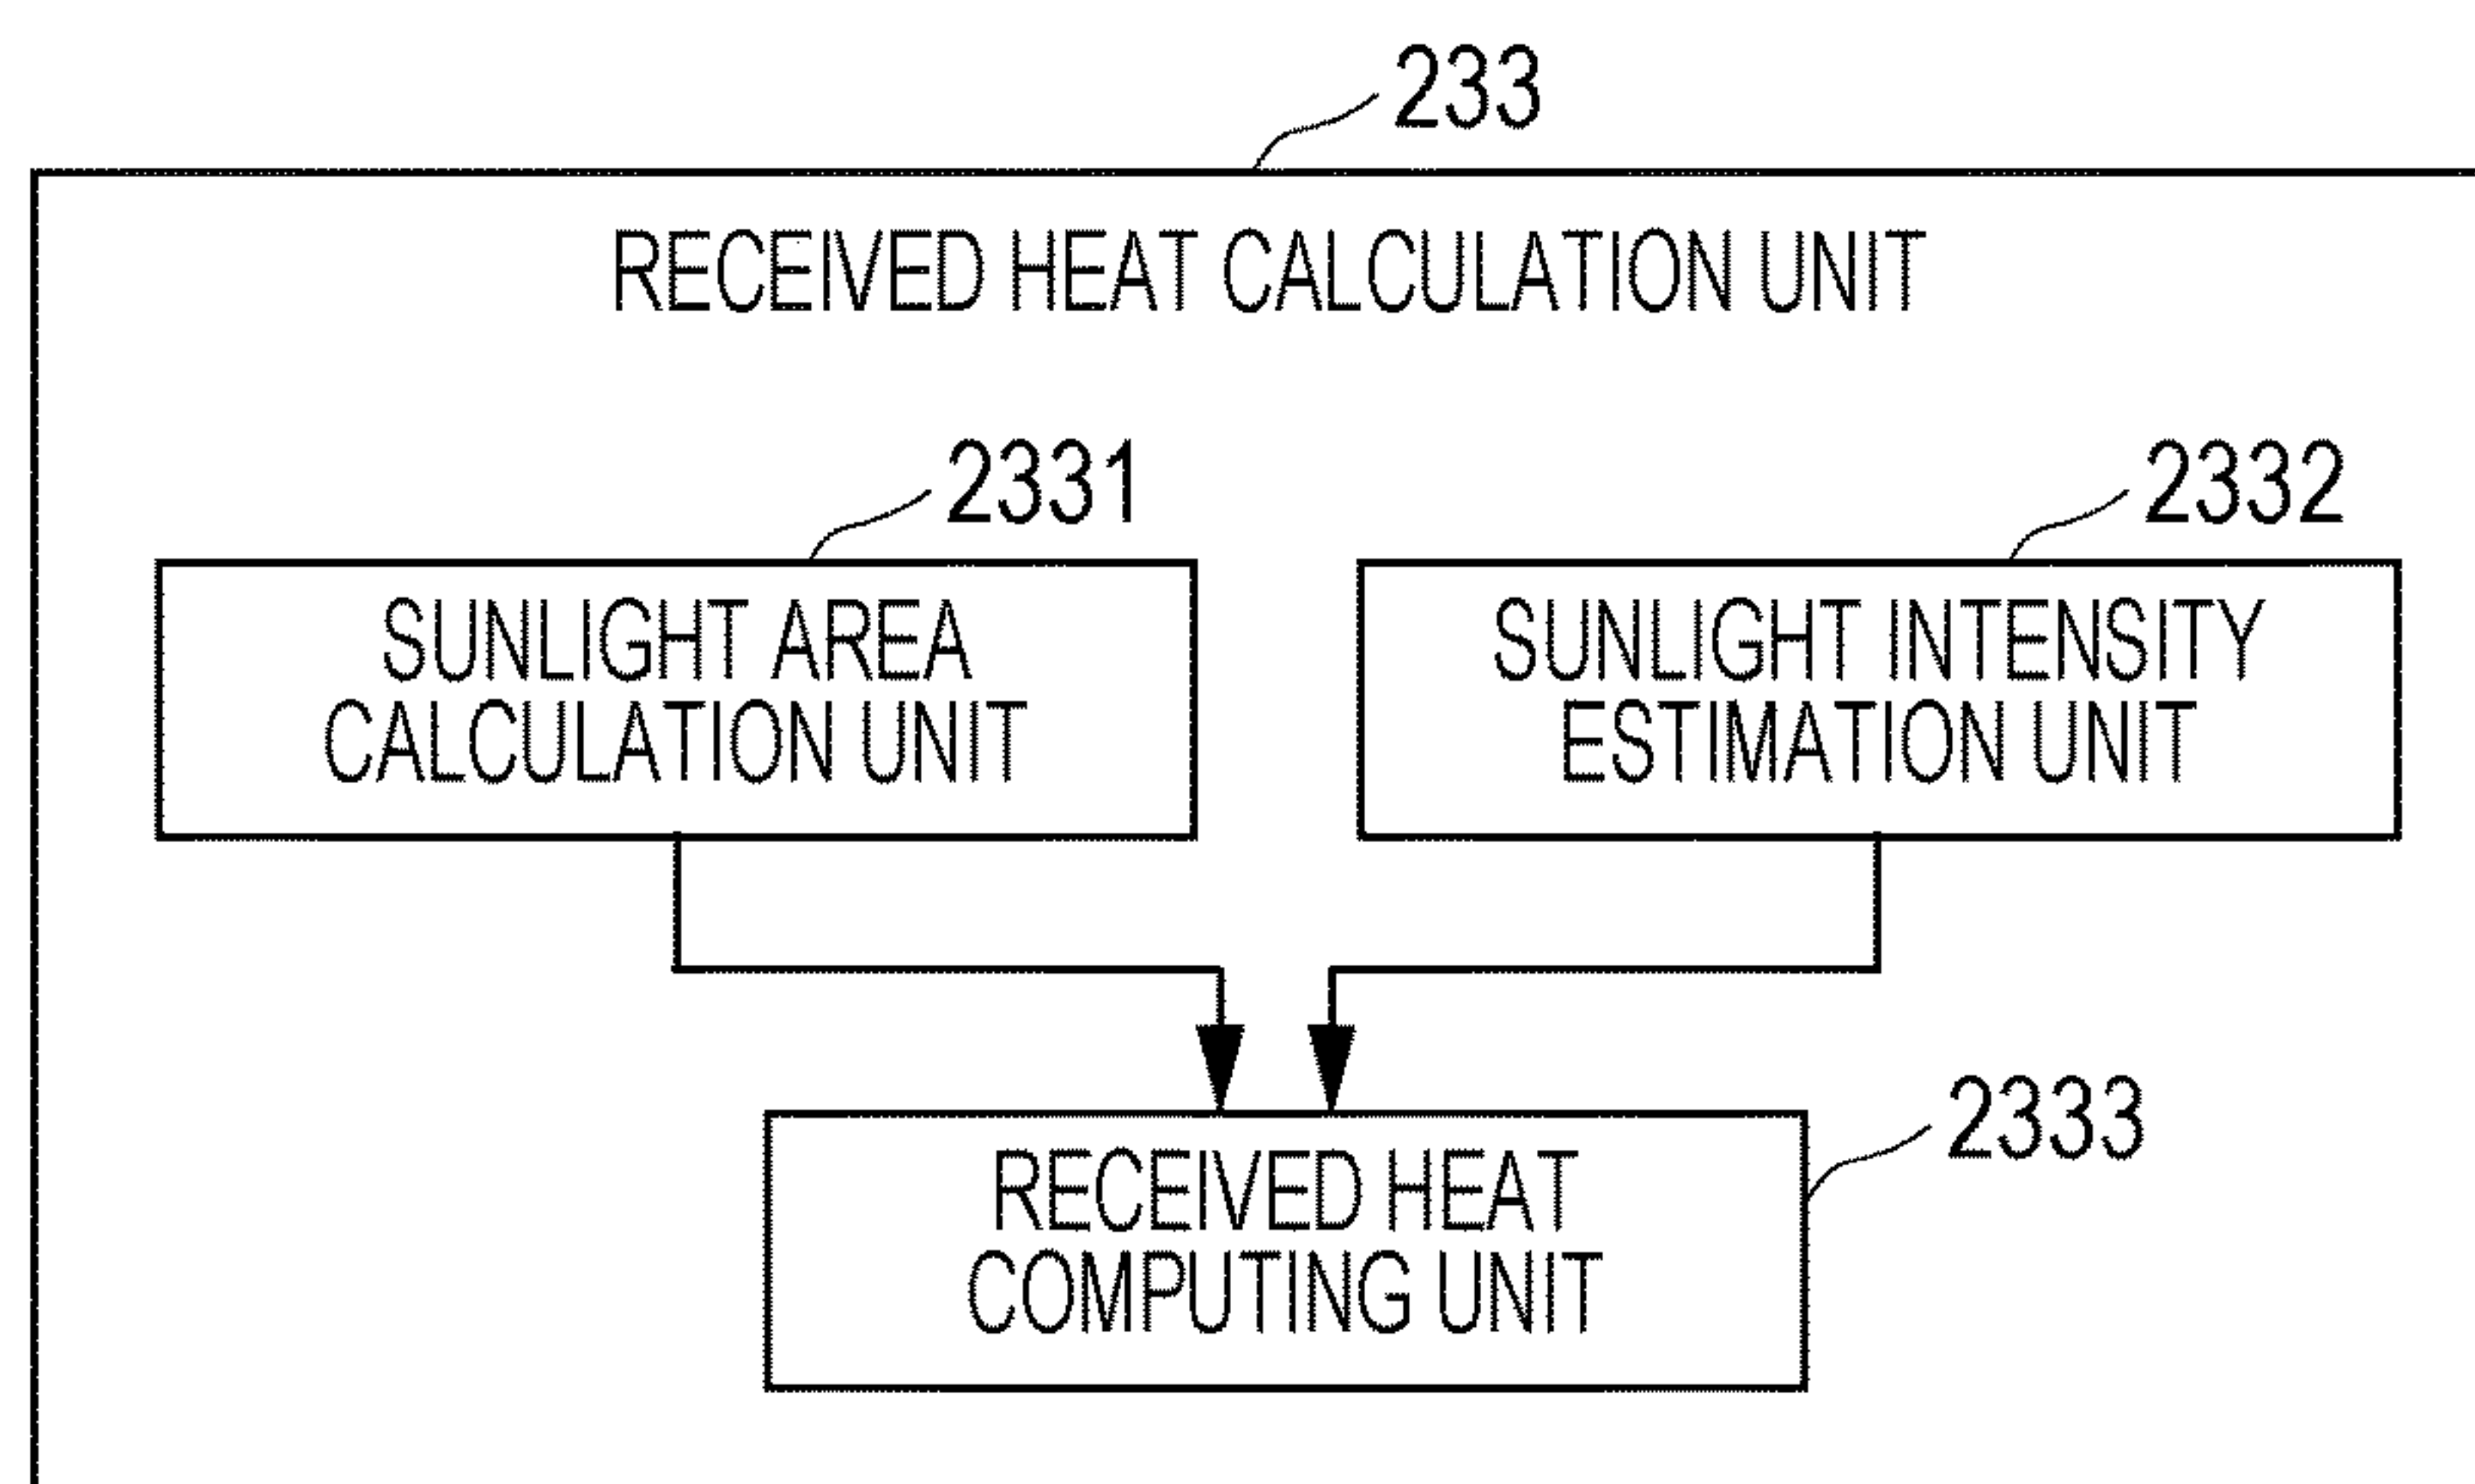 233
RECEIVED HEAT CALCULATION UNIT
2331
2332
SUNLIGHT AREA
CALCULATION UNIT
SUNLIGHT INTENSITY
ESTIMATION UNIT
2333
RECEIVED HEAT
COMPUTING UNIT